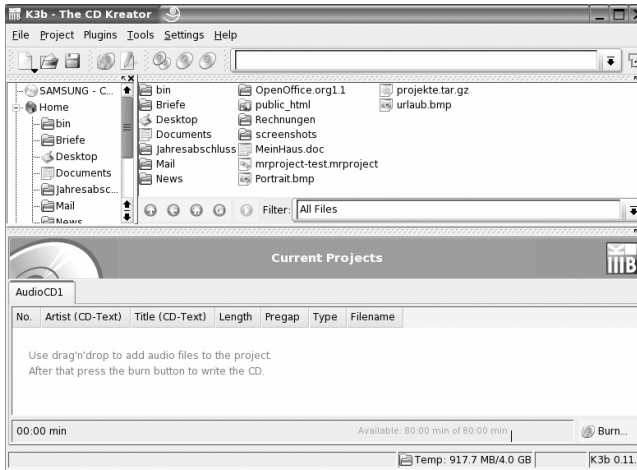 K3b - The CD Kreator
File Project Plugins Tools Settings Help
SAMSUNG - C...
Home
bin
Briefe
Desktop
Documents
Jahresabsc...
Mail
News
bin
Briefe
Desktop
Documents
Jahresabschluss
Mail
News
OpenOffice.org1.1
public_html
Rechnungen
screenshots
MeinHaus.doc
mrproject-test.mrproject
Portrait.bmp
projekte.tar.gz
urlaub.bmp
Filter: All Files
Current Projects
AudioCD1
No. Artist (CD-Text) Title (CD-Text) Length Pregap Type Filename
Use drag'n'drop to add audio files to the project.
After that press the burn button to write the CD.
00:00 min Available: 80:00 min of 80:00 min Burn...
Temp: 917.7 MB/4.0 GB K3b 0.11.